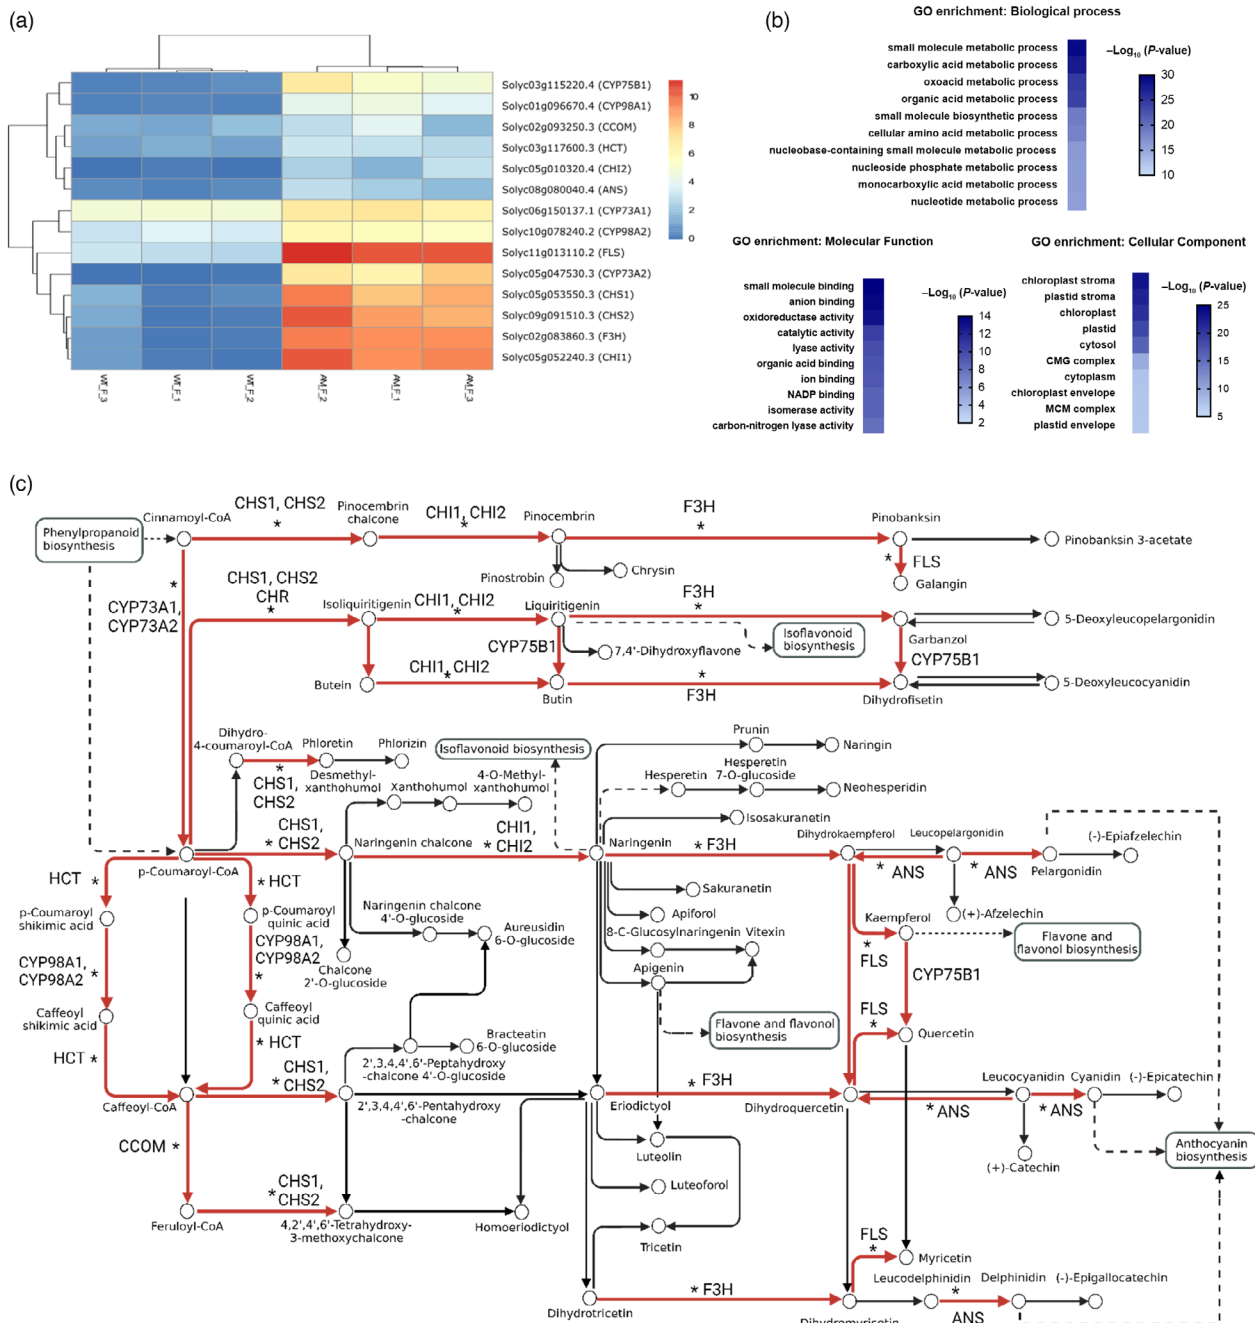 (a)
Solyc03g115220.4 (CYP75B1)
Solyc01g096670.4 (CYP98A1)
Solyc02g093250.3 (CCOM)
Solyc03g117600.3 (HCT)
Solyc05g010320.4 (CHI2)
Solyc08g080040.4 (ANS)
Solyc06g150137.1 (CYP73A1)
Solyc10g078240.2 (CYP98A2)
Solyc11g013110.2 (FLS)
Solyc05g047530.3 (CYP73A2)
Solyc05g053550.3 (CHS1)
Solyc09g091510.3 (CHS2)
Solyc02g083860.3 (F3H)
Solyc05g052240.3 (CHI1)
10
8
6
4
2
0
WT_F_3
WT_F_1
WT_F_2
AM_F_2
AM_F_1
AM_F_3
(b)
GO enrichment: Biological process
small molecule metabolic process
carboxylic acid metabolic process
oxoacid metabolic process
organic acid metabolic process
small molecule biosynthetic process
cellular amino acid metabolic process
nucleobase-containing small molecule metabolic process
nucleoside phosphate metabolic process
monocarboxylic acid metabolic process
nucleotide metabolic process
–Log10 (P-value)
30
25
20
15
10
GO enrichment: Molecular Function
small molecule binding
anion binding
oxidoreductase activity
catalytic activity
lyase activity
organic acid binding
ion binding
NADP binding
isomerase activity
carbon-nitrogen lyase activity
–Log10 (P-value)
14
12
10
8
6
4
2
GO enrichment: Cellular Component
chloroplast stroma
plastid stroma
chloroplast
plastid
cytosol
CMG complex
cytoplasm
chloroplast envelope
MCM complex
plastid envelope
–Log10 (P-value)
25
20
15
10
5
(c)
Phenylpropanoid
biosynthesis
Cinnamoyl-CoA
CHS1, CHS2
*
Pinocembrin
chalcone
CHI1, CHI2
*
Pinocembrin
F3H
*
Pinobanksin
Pinobanksin 3-acetate
* FLS
Galangin
Pinostrobin
Chrysin
*
CYP73A1,
CYP73A2
CHS1, CHS2
CHR
*
Isoliquiritigenin
CHI1, CHI2
*
Liquiritigenin
F3H
*
Garbanzol
5-Deoxyleucopelargonidin
CYP75B1
7,4'-Dihydroxyflavone
Isoflavonoid
biosynthesis
CYP75B1
Butein
CHI1, CHI2
*
Butin
*
F3H
Dihydrofisetin
5-Deoxyleucocyanidin
Dihydro-
4-coumaroyl-CoA
Phloretin
Phlorizin
*
CHS1,
CHS2
Isoflavonoid biosynthesis
Prunin
Naringin
Desmethyl-
xanthohumol
Xanthohumol
4-O-Methyl-
xanthohumol
Hesperetin
Hesperetin
7-O-glucoside
Neohesperidin
Isosakuranetin
p-Coumaroyl-CoA
CHS1,
* CHS2
Naringenin chalcone
CHI1,
* CHI2
Naringenin
* F3H
Dihydrokaempferol
Leucopelargonidin
* ANS
* ANS
Pelargonidin
(-)-Epiafzelechin
(+)-Afzelechin
HCT *
* HCT
p-Coumaroyl
shikimic acid
p-Coumaroyl
quinic acid
Naringenin chalcone
4'-O-glucoside
Aureusidin
6-O-glucoside
Chalcone
2'-O-glucoside
Sakuranetin
Apiforol
8-C-Glucosylnaringenin
Vitexin
Apigenin
Kaempferol
*
FLS
Flavone and
flavonol biosynthesis
CYP98A1,
CYP98A2 *
CYP98A1,
CYP98A2
*
CYP75B1
Caffeoyl
shikimic acid
Caffeoyl
quinic acid
Flavone and flavonol
biosynthesis
FLS
*
Quercetin
HCT *
* HCT
Bracteatin
6-O-glucoside
2',3,4,4',6'-Peptahydroxy
-chalcone 4'-O-glucoside
Caffeoyl-CoA
CHS1,
* CHS2
2',3,4,4',6'-Pentahydroxy
-chalcone
Eriodictyol
* F3H
Dihydroquercetin
Leucocyanidin
Cyanidin
(-)-Epicatechin
* ANS
* ANS
(+)-Catechin
Anthocyanin
biosynthesis
CCOM *
Luteolin
Luteoforol
Tricetin
Feruloyl-CoA
* CHS1,
CHS2
4,2',4',6'-Tetrahydroxy-
3-methoxychalcone
Homoeriodictyol
FLS
*
Myricetin
Dihydrotricetin
* F3H
Dihydromyricetin
Leucodelphinidin
*
ANS
Delphinidin
(-)-Epigallocatechin